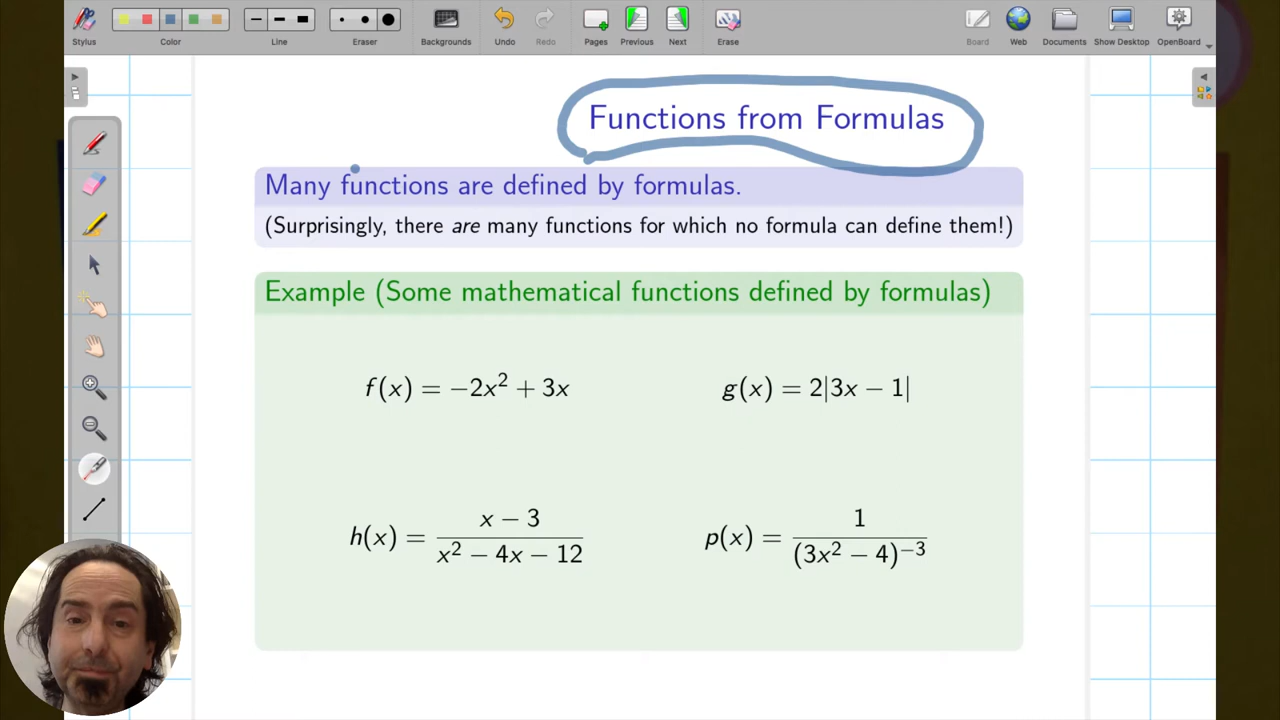 Stylus Color Line Eraser Backgrounds Undo Redo Pages Previous Next Erase Board Web Documents Show Desktop OpenBoard
Functions from Formulas
Many functions are defined by formulas.
(Surprisingly, there are many functions for which no formula can define them!)
Example (Some mathematical functions defined by formulas)
f(x) = −2x² + 3x
g(x) = 2|3x − 1|
h(x) = (x − 3)/(x² − 4x − 12)
p(x) = 1/(3x² − 4)⁻³